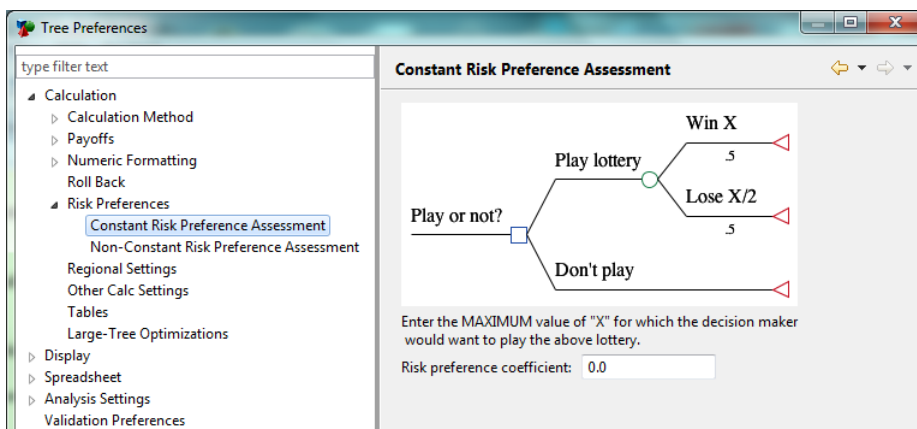 Tree Preferences
type filter text
Calculation
Calculation Method
Payoffs
Numeric Formatting
Roll Back
Risk Preferences
Constant Risk Preference Assessment
Non-Constant Risk Preference Assessment
Regional Settings
Other Calc Settings
Tables
Large-Tree Optimizations
Display
Spreadsheet
Analysis Settings
Validation Preferences
Constant Risk Preference Assessment
Win X
.5
Play lottery
Lose X/2
.5
Play or not?
Don't play
Enter the MAXIMUM value of "X" for which the decision maker
would want to play the above lottery.
Risk preference coefficient: 0.0